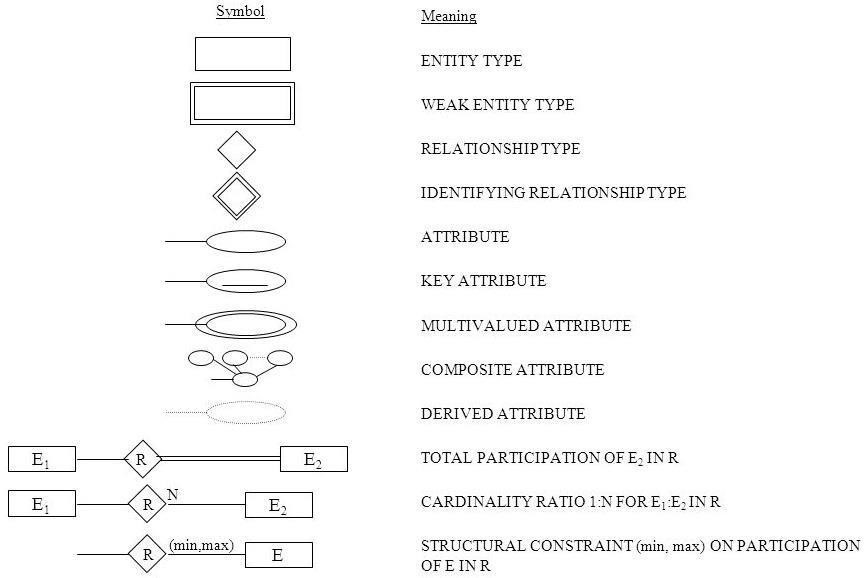 Symbol Meaning
ENTITY TYPE
WEAK ENTITY TYPE
RELATIONSHIP TYPE
IDENTIFYING RELATIONSHIP TYPE
ATTRIBUTE
KEY ATTRIBUTE
MULTIVALUED ATTRIBUTE
COMPOSITE ATTRIBUTE
DERIVED ATTRIBUTE
E1 R E2 TOTAL PARTICIPATION OF E2 IN R
E1 R N E2 CARDINALITY RATIO 1:N FOR E1:E2 IN R
R (min,max) E STRUCTURAL CONSTRAINT (min, max) ON PARTICIPATION
OF E IN R